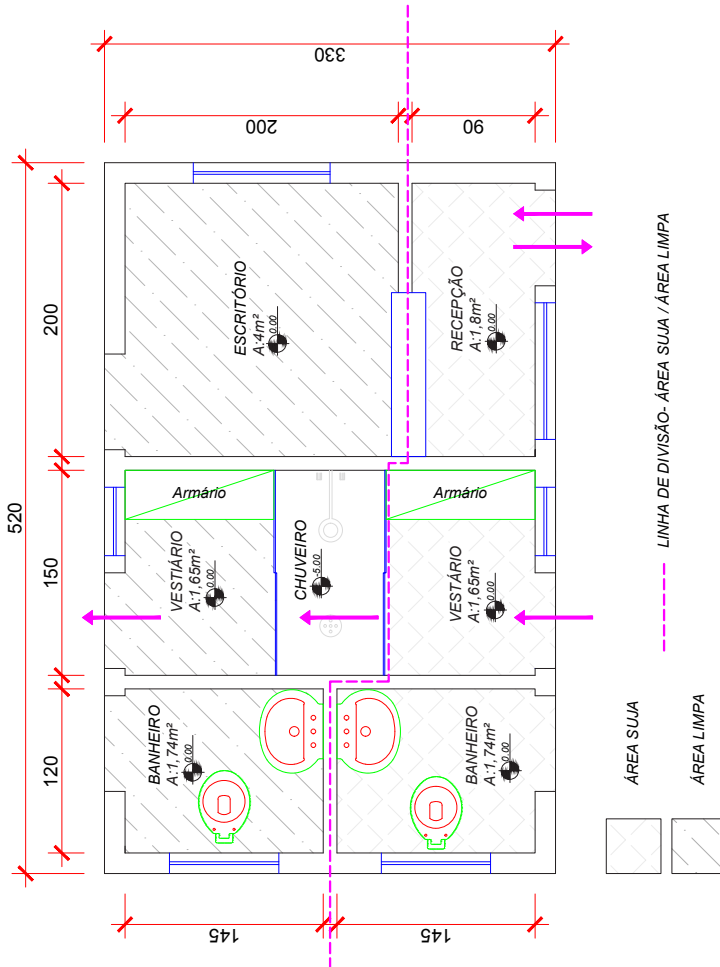 520
120
150
200
330
200
90
145
145
BANHEIRO
A:1,74m²
0.00
VESTIÁRIO
A:1,65m²
0.00
Armário
ESCRITÓRIO
A:4m²
0.00
CHUVEIRO
-5.00
BANHEIRO
A:1,74m²
0.00
VESTÁRIO
A:1,65m²
0.00
Armário
RECEPÇÃO
A:1,8m²
0.00
ÁREA SUJA
ÁREA LIMPA
LINHA DE DIVISÃO- ÁREA SUJA / ÁREA LIMPA